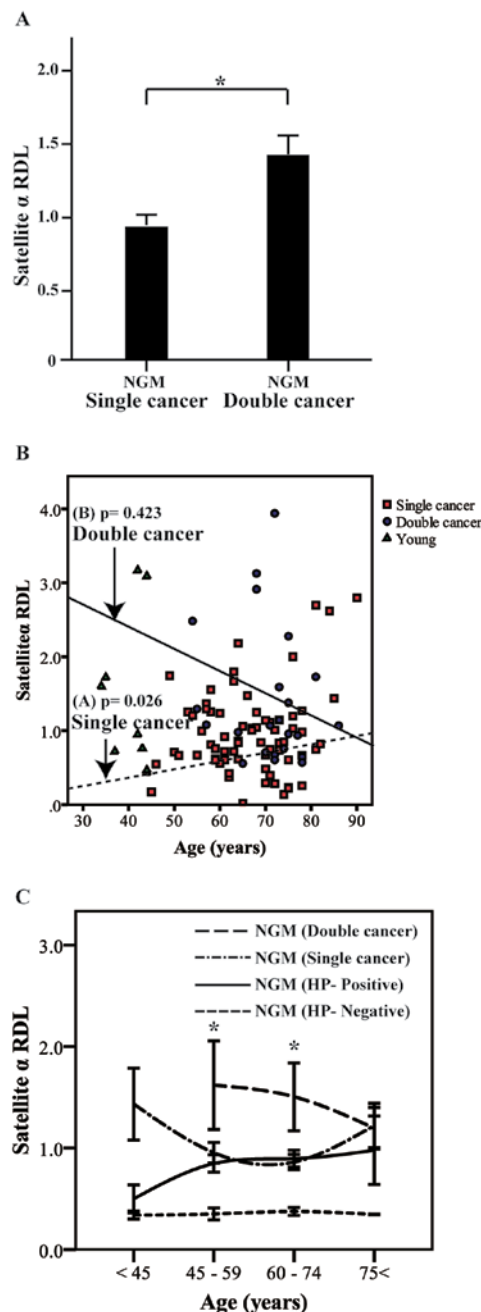 A
2.0
*
1.5
1.0
0.5
0
Satellite α RDL
NGM NGM
Single cancer Double cancer
B
4.0
3.0
2.0
1.0
.0
Satelliteα RDL
(B) p= 0.423
Double cancer
(A) p=0.026
Single cancer
Single cancer
Double cancer
Young
30 40 50 60 70 80 90
Age (years)
C
3.0
2.0
1.0
0.0
Satellite α RDL
NGM (Double cancer)
NGM (Single cancer)
NGM (HP- Positive)
NGM (HP- Negative)
* *
< 45 45 - 59 60 - 74 75<
Age (years)